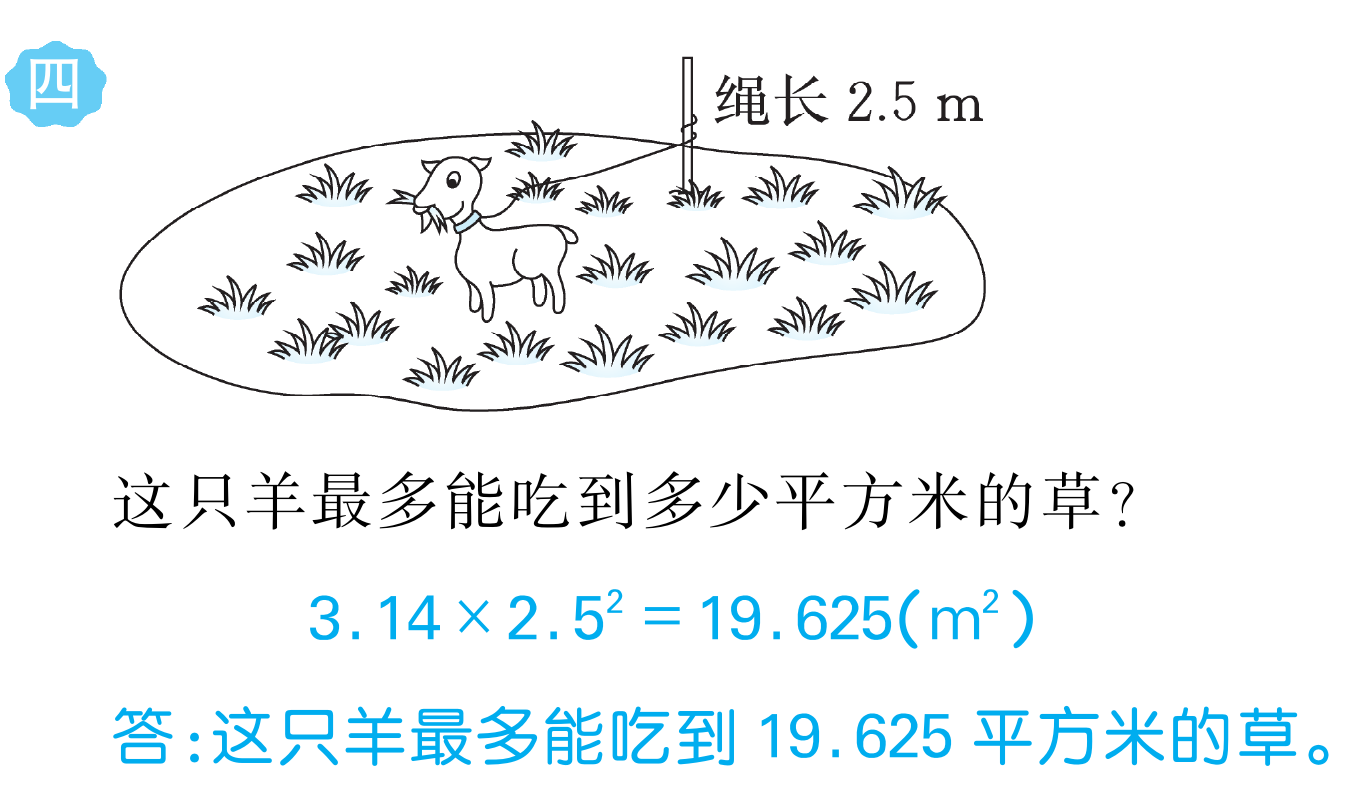 四
绳长 2.5 m
这只羊最多能吃到多少平方米的草?
3.14×2.5²=19.625(m²)
答:这只羊最多能吃到 19.625 平方米的草。